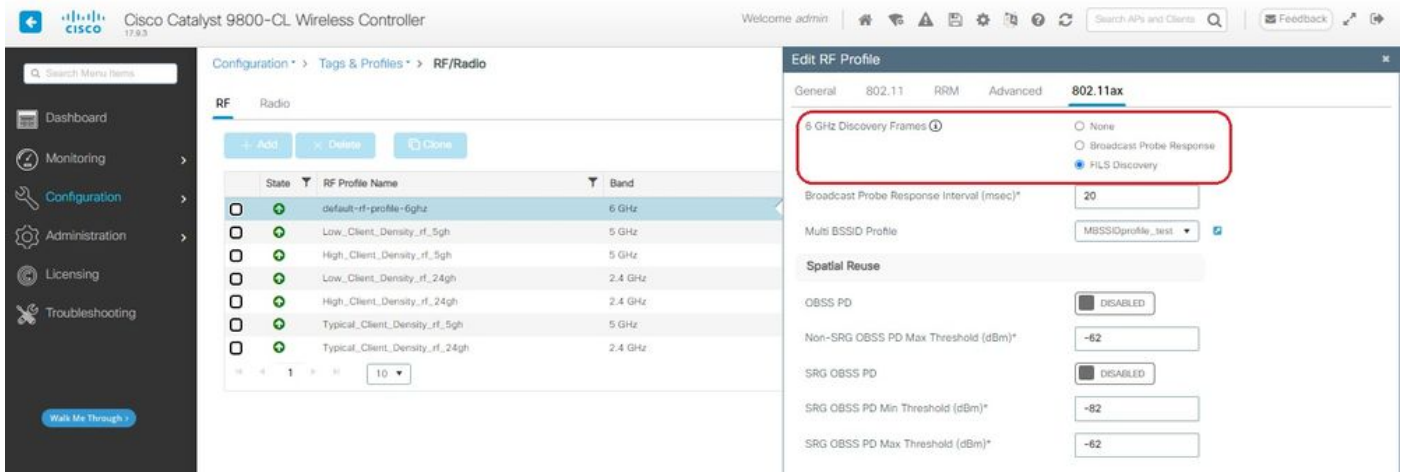 CISCO
Cisco Catalyst 9800-CL Wireless Controller
17.9.3
Welcome admin
Search APs and Clients
Feedback
Search Menu Items
Dashboard
Monitoring
Configuration
Administration
Licensing
Troubleshooting
Walk Me Through >
Configuration > Tags & Profiles > RF/Radio
RF Radio
+ Add × Delete Clone
State RF Profile Name Band
default-rf-profile-6ghz 6 GHz
Low_Client_Density_rf_5gh 5 GHz
High_Client_Density_rf_5gh 5 GHz
Low_Client_Density_rf_24gh 2.4 GHz
High_Client_Density_rf_24gh 2.4 GHz
Typical_Client_Density_rf_5gh 5 GHz
Typical_Client_Density_rf_24gh 2.4 GHz
1 10
Edit RF Profile
General 802.11 RRM Advanced 802.11ax
6 GHz Discovery Frames
None
Broadcast Probe Response
FILS Discovery
Broadcast Probe Response Interval (msec)* 20
Multi BSSID Profile MBSSIDprofile_test
Spatial Reuse
OBSS PD DISABLED
Non-SRG OBSS PD Max Threshold (dBm)* -62
SRG OBSS PD DISABLED
SRG OBSS PD Min Threshold (dBm)* -82
SRG OBSS PD Max Threshold (dBm)* -62